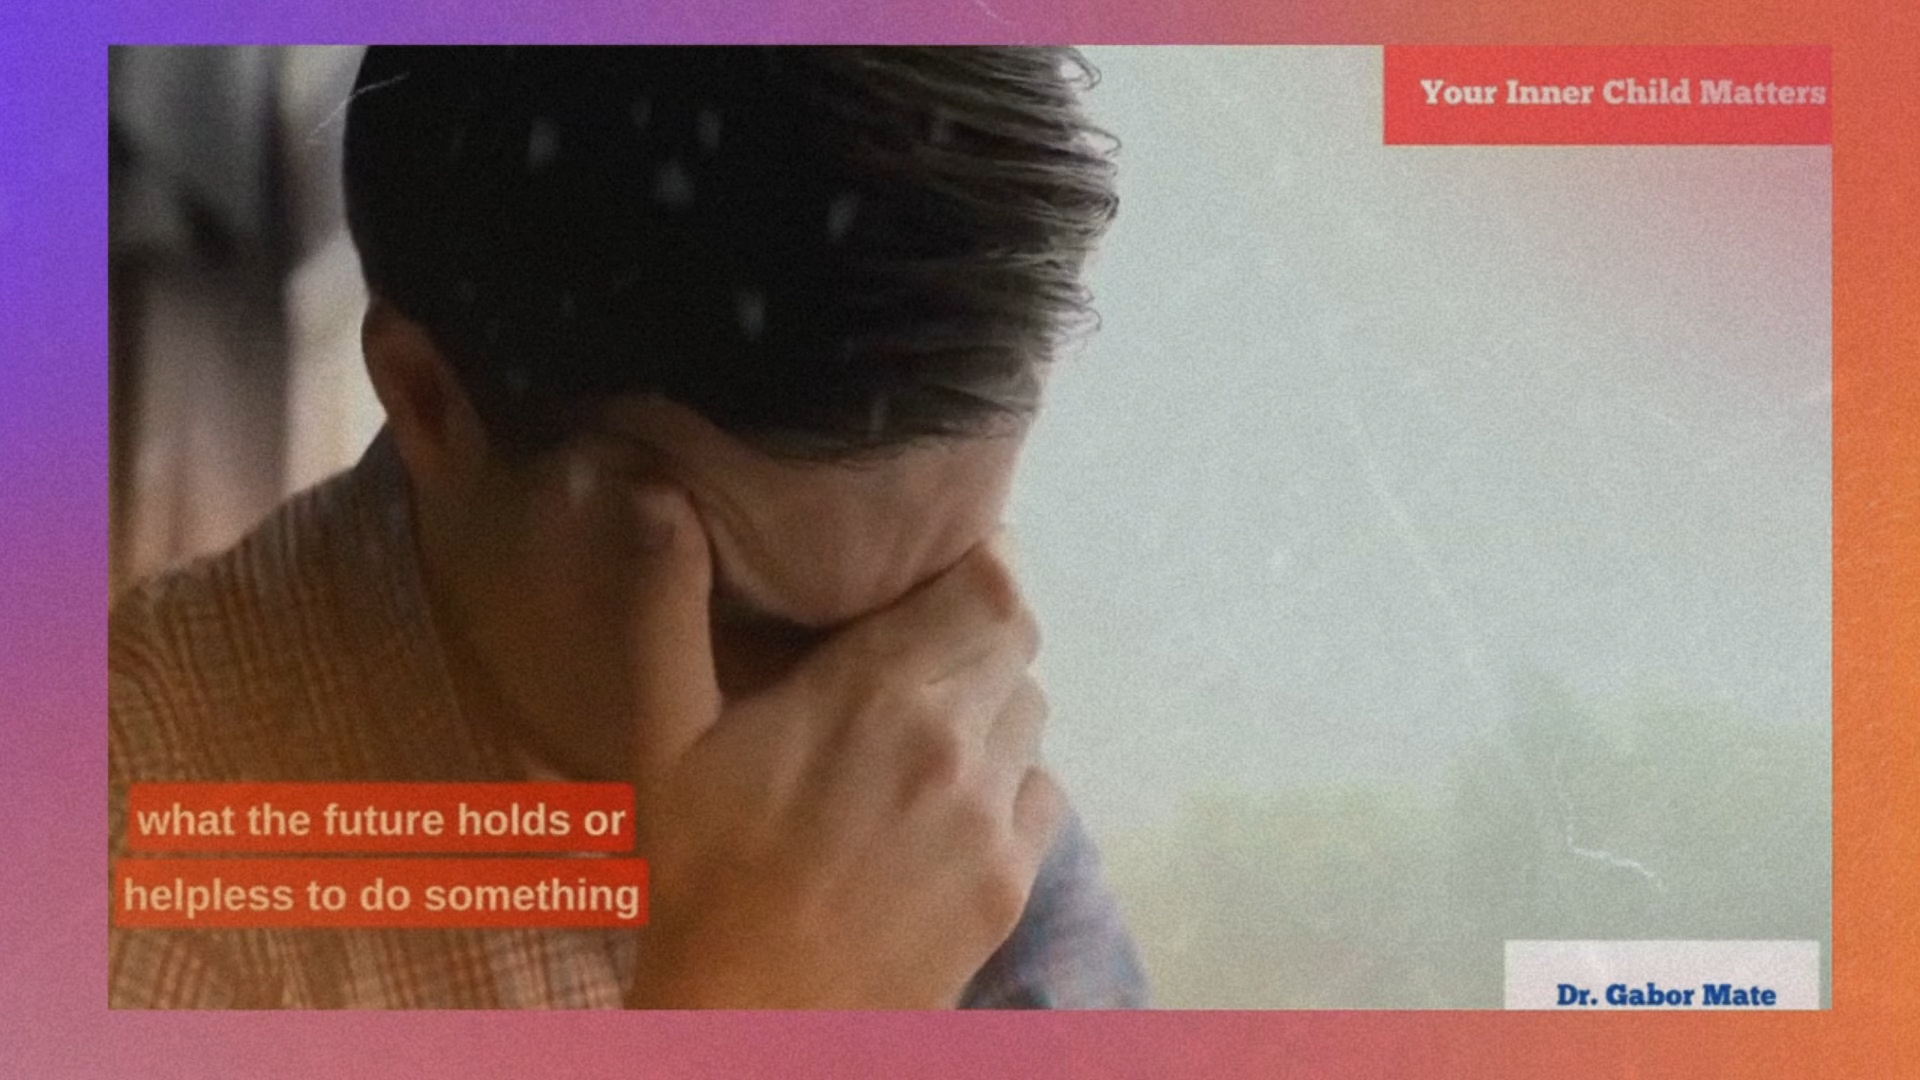 Your Inner Child Matters
what the future holds or
helpless to do something
Dr. Gabor Mate